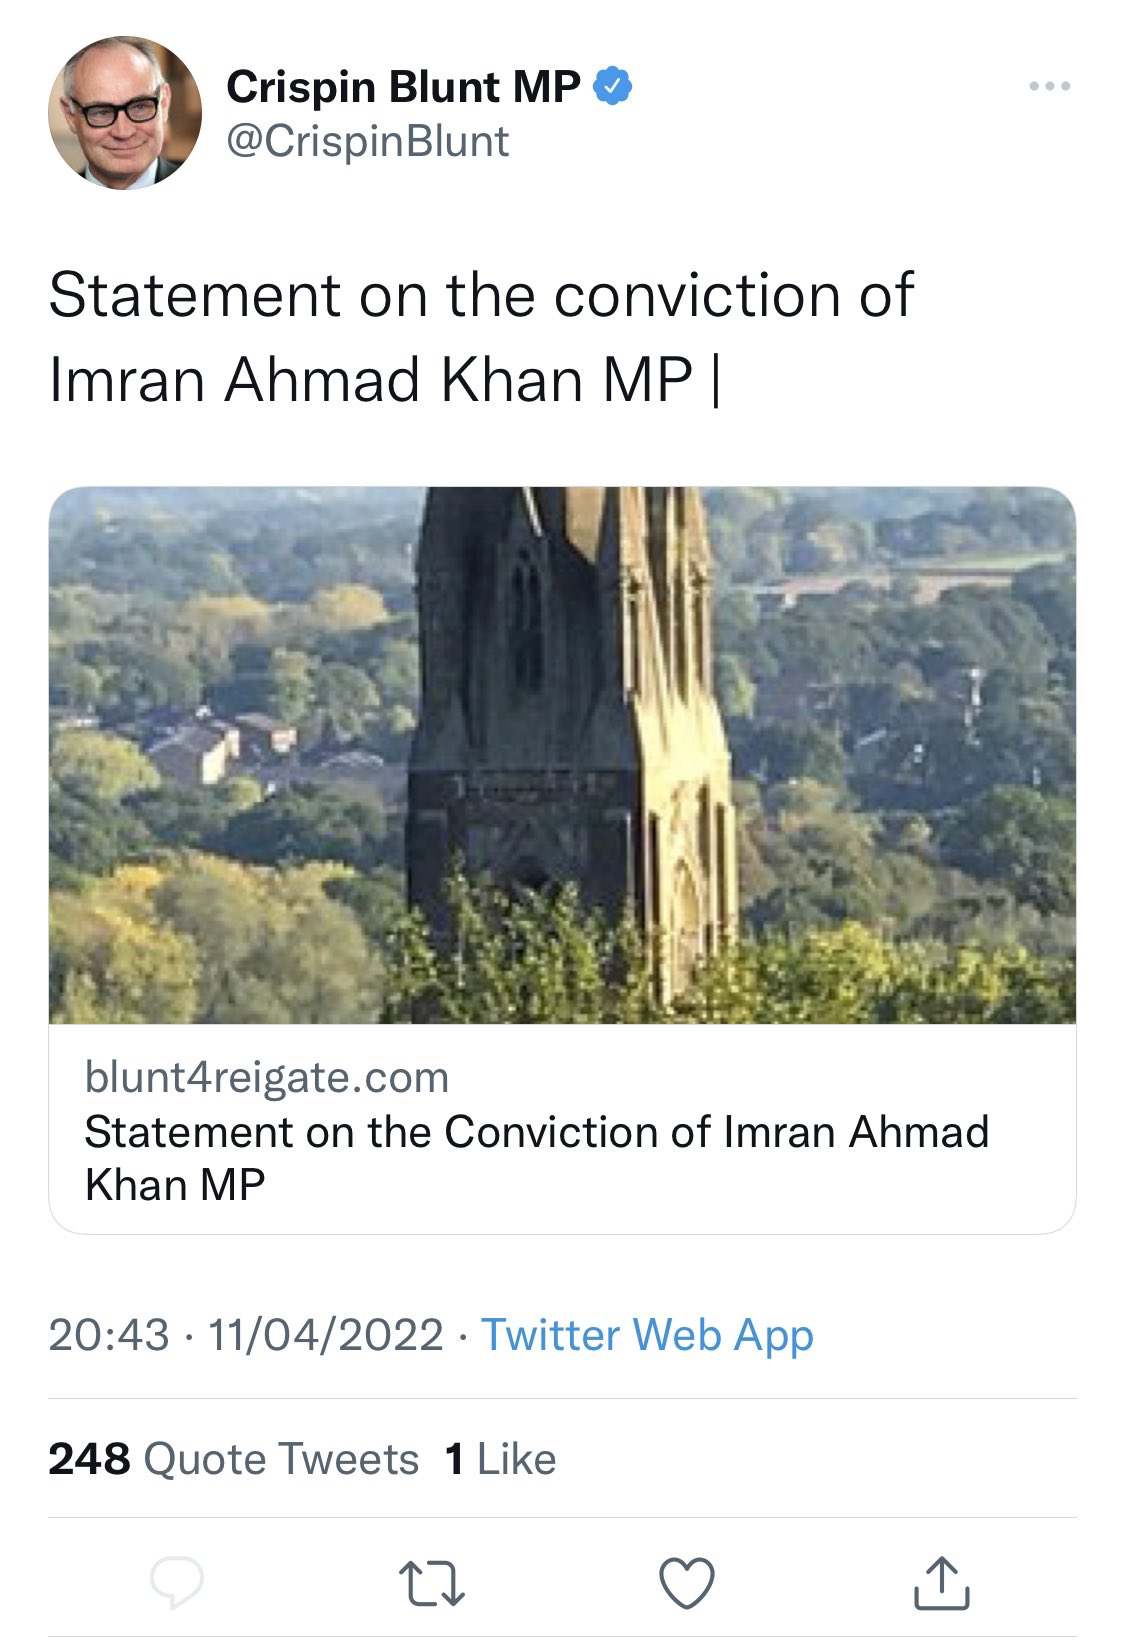 Crispin Blunt MP
@CrispinBlunt
Statement on the conviction of
Imran Ahmad Khan MP |
blunt4reigate.com
Statement on the Conviction of Imran Ahmad
Khan MP
20:43 · 11/04/2022 · Twitter Web App
248 Quote Tweets 1 Like